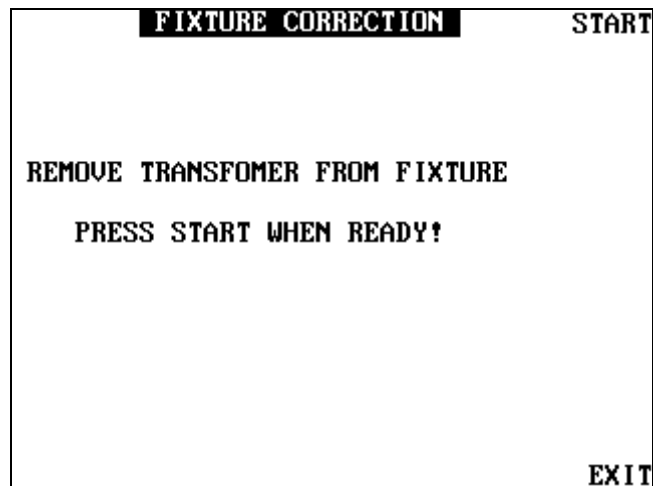 FIXTURE CORRECTION START
REMOVE TRANSFOMER FROM FIXTURE
PRESS START WHEN READY!
EXIT